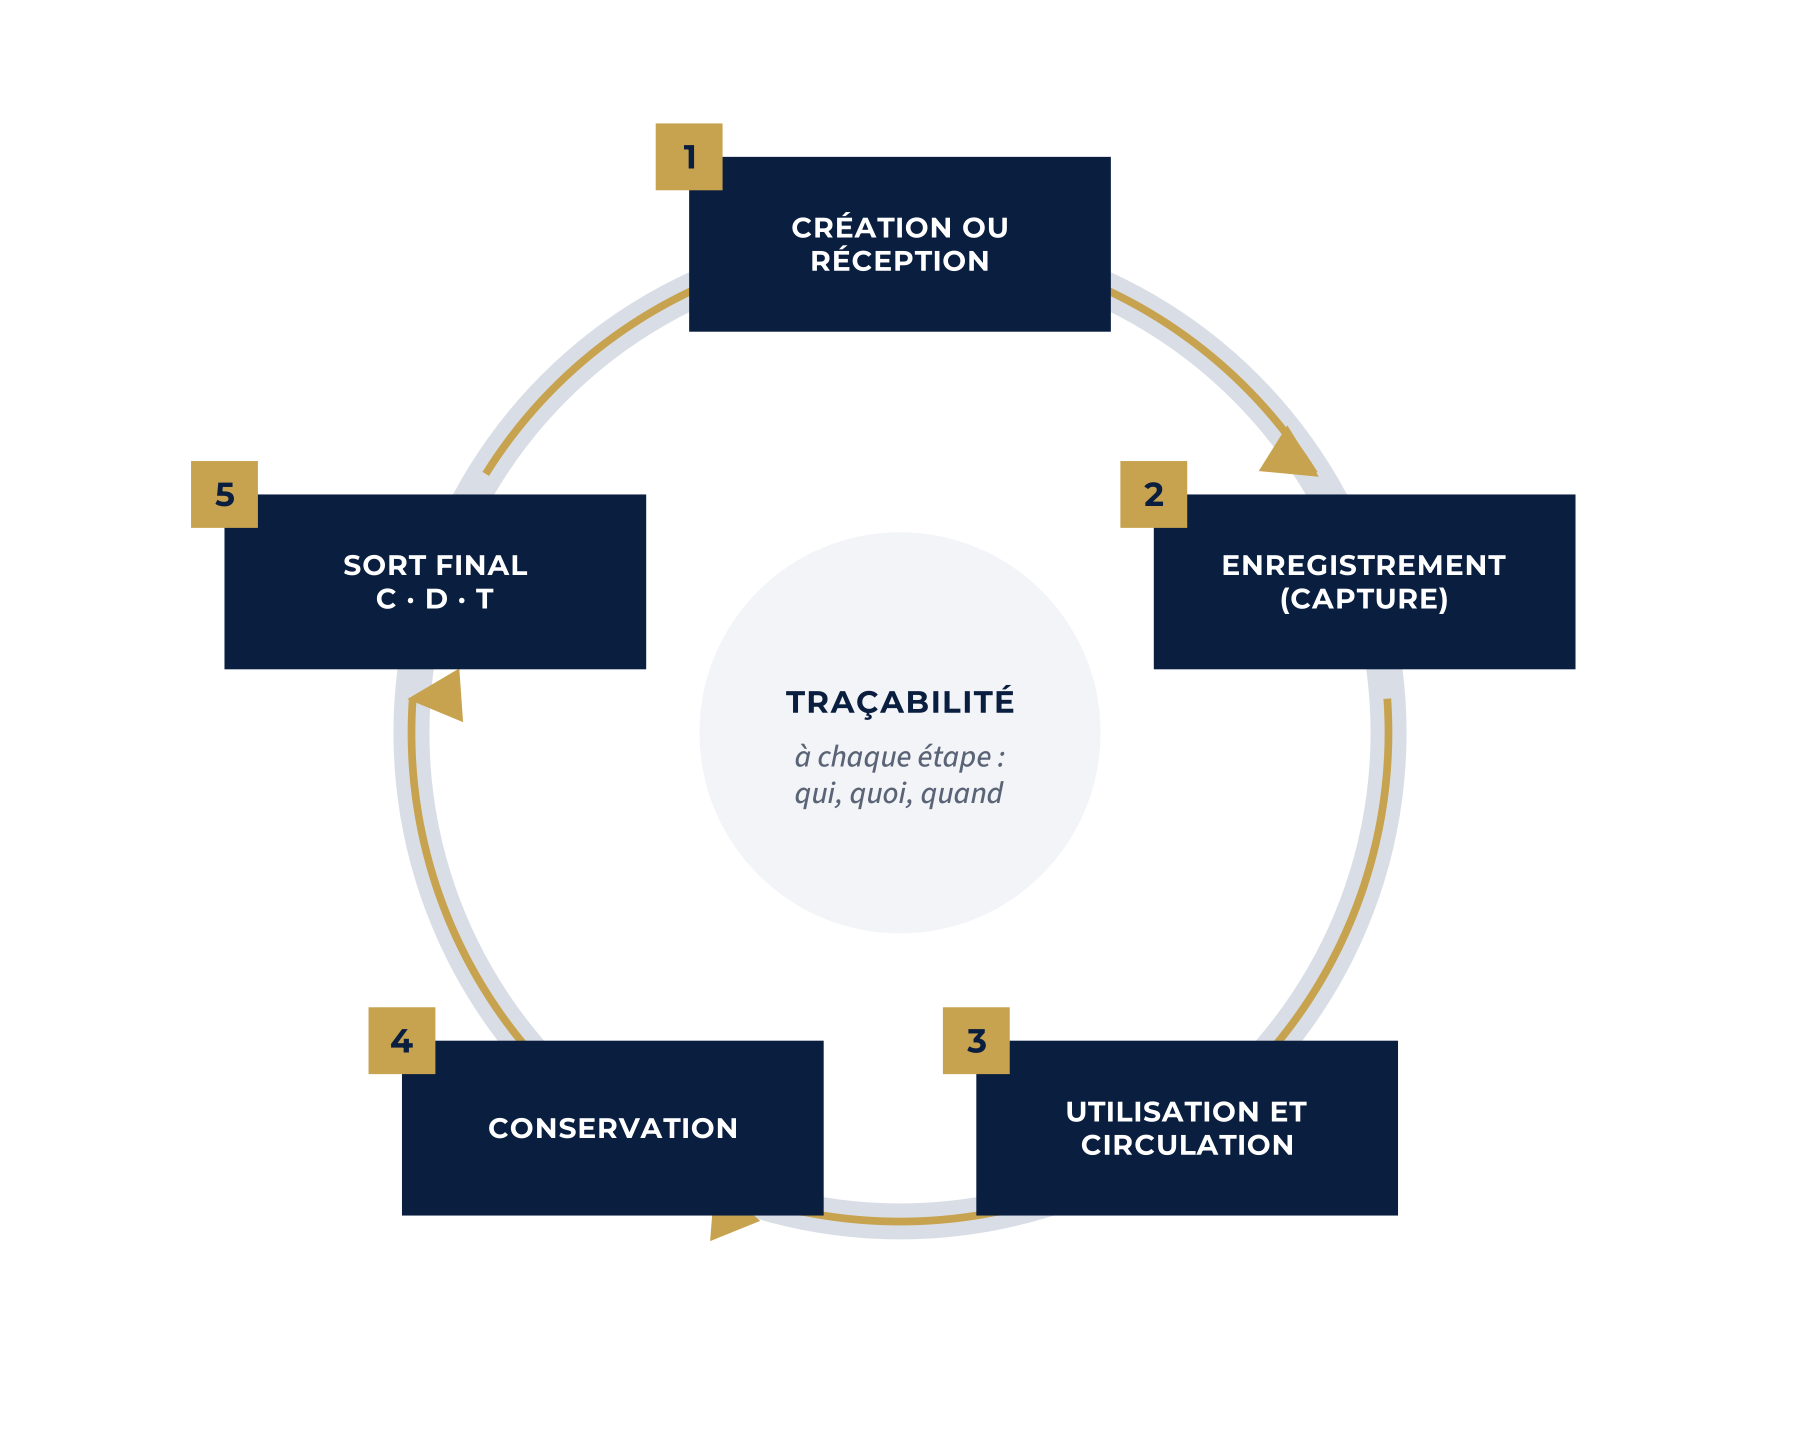 1
CRÉATION OU
RÉCEPTION
2
ENREGISTREMENT
(CAPTURE)
3
UTILISATION ET
CIRCULATION
4
CONSERVATION
5
SORT FINAL
C · D · T
TRAÇABILITÉ
à chaque étape :
qui, quoi, quand